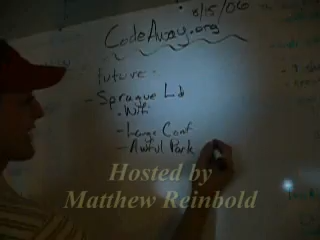 8/15/06
CodeAway.org
future -
- Sprague Lib
- Wifi
- Large Conf
- Awful Park
Hosted by
Matthew Reinbold